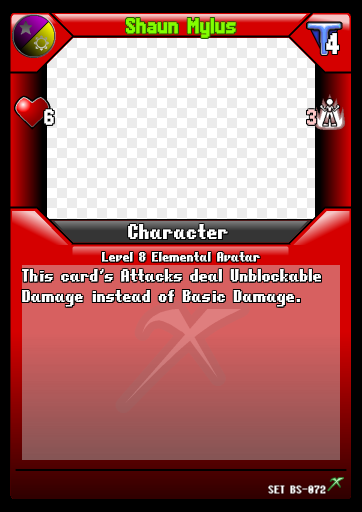 Shaun Mylus
T4
6
3
Character
Level 8 Elemental Avatar
This card's Attacks deal Unblockable
Damage instead of Basic Damage.
SET BS-072